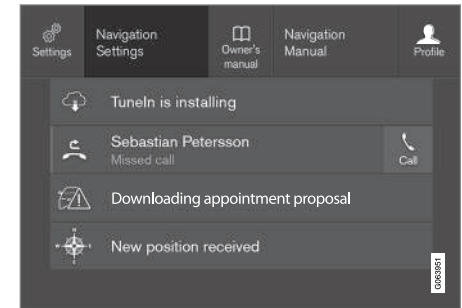 Settings
Navigation
Settings
Owner's
manual
Navigation
Manual
Profile
TuneIn is installing
Sebastian Petersson
Missed call
Call
Downloading appointment proposal
New position received
G063951